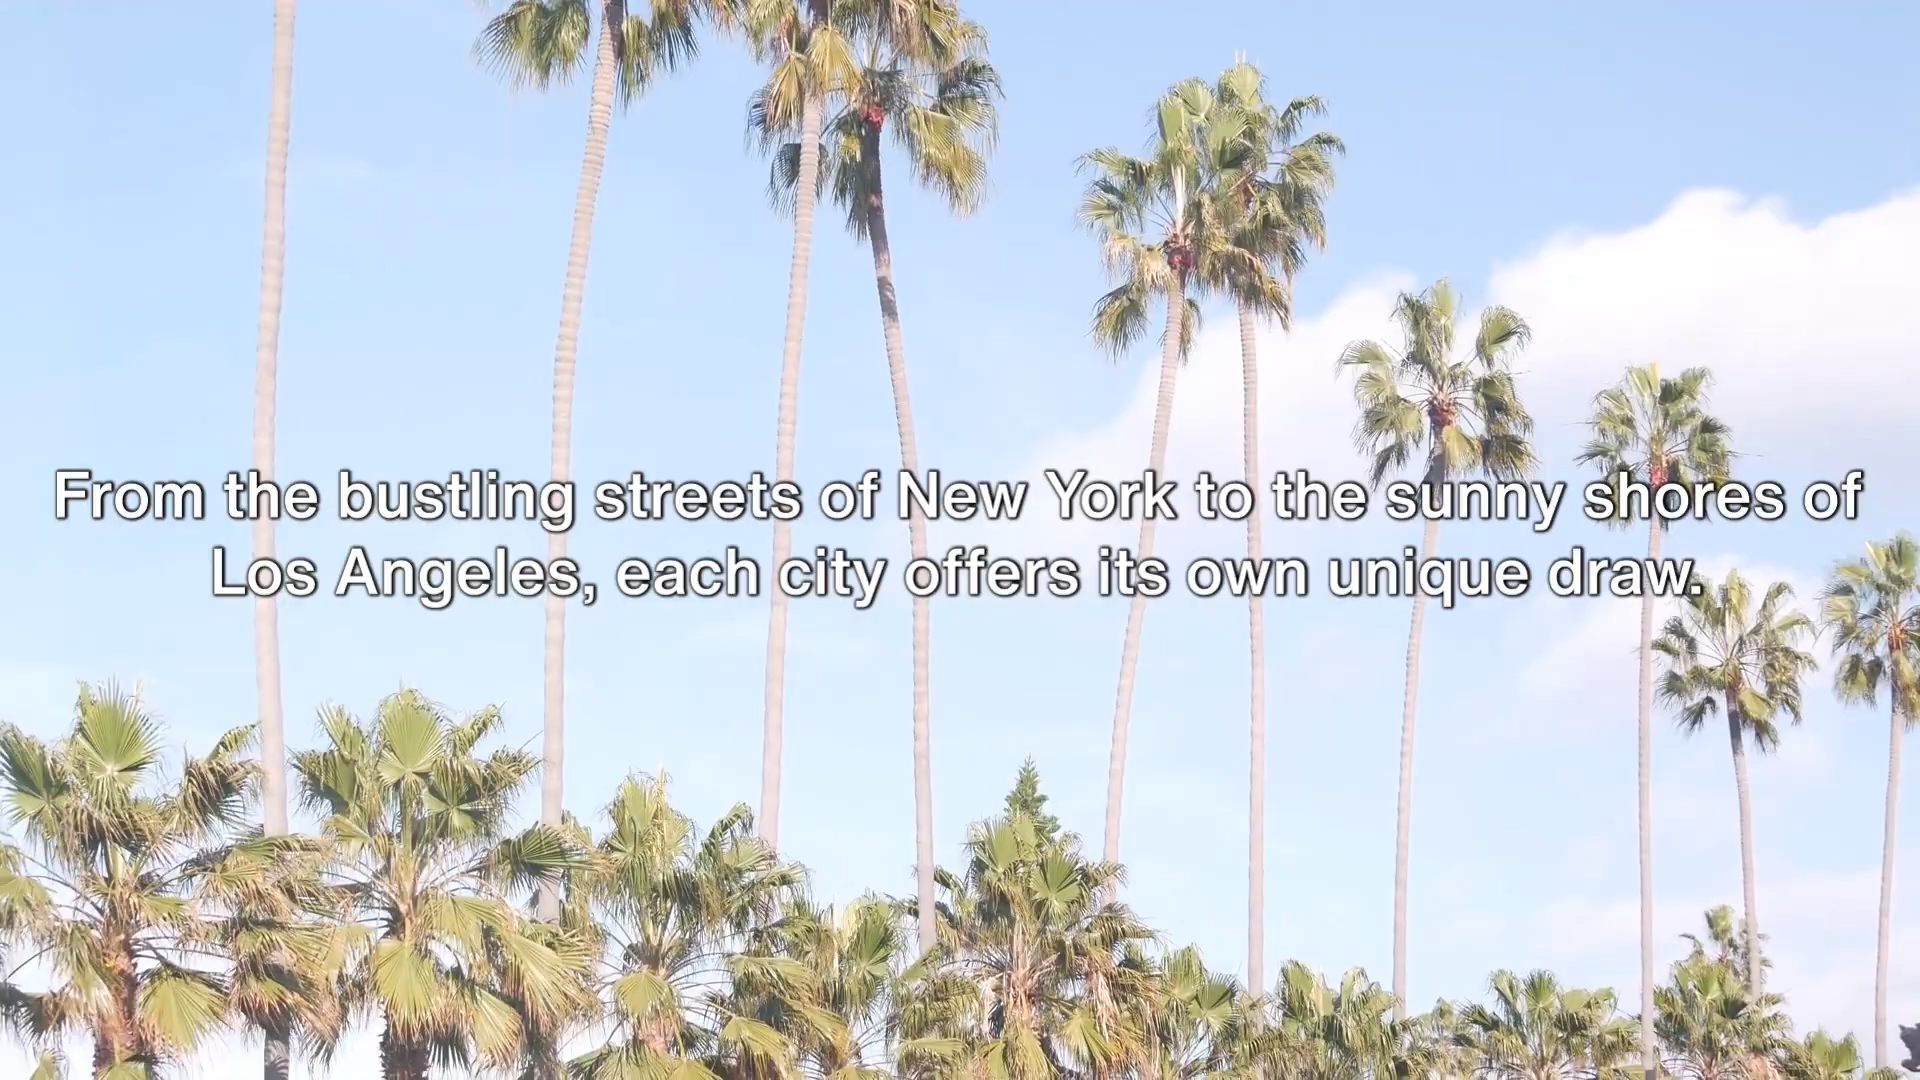 From the bustling streets of New York to the sunny shores of
Los Angeles, each city offers its own unique draw.